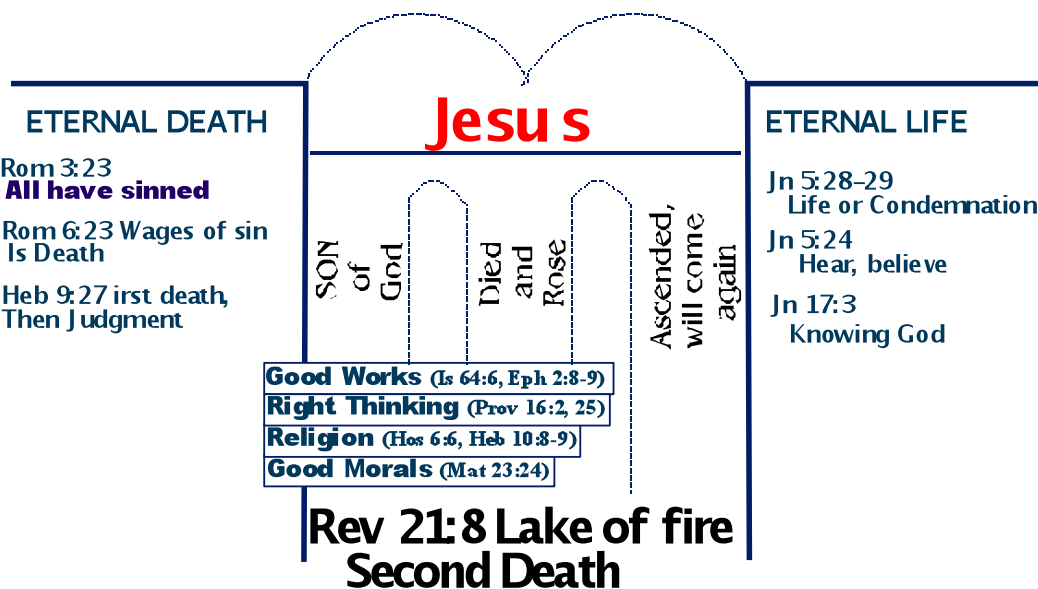 Jesus
ETERNAL DEATH
Rom 3:23
All have sinned
Rom 6:23 Wages of sin
Is Death
Heb 9:27 irst death,
Then Judgment
SON
of
God
Died
and
Rose
Ascended,
will come
again
ETERNAL LIFE
Jn 5:28–29
Life or Condemnation
Jn 5:24
Hear, believe
Jn 17:3
Knowing God
Good Works (Is 64:6, Eph 2:8-9)
Right Thinking (Prov 16:2, 25)
Religion (Hos 6:6, Heb 10:8-9)
Good Morals (Mat 23:24)
Rev 21:8 Lake of fire
Second Death